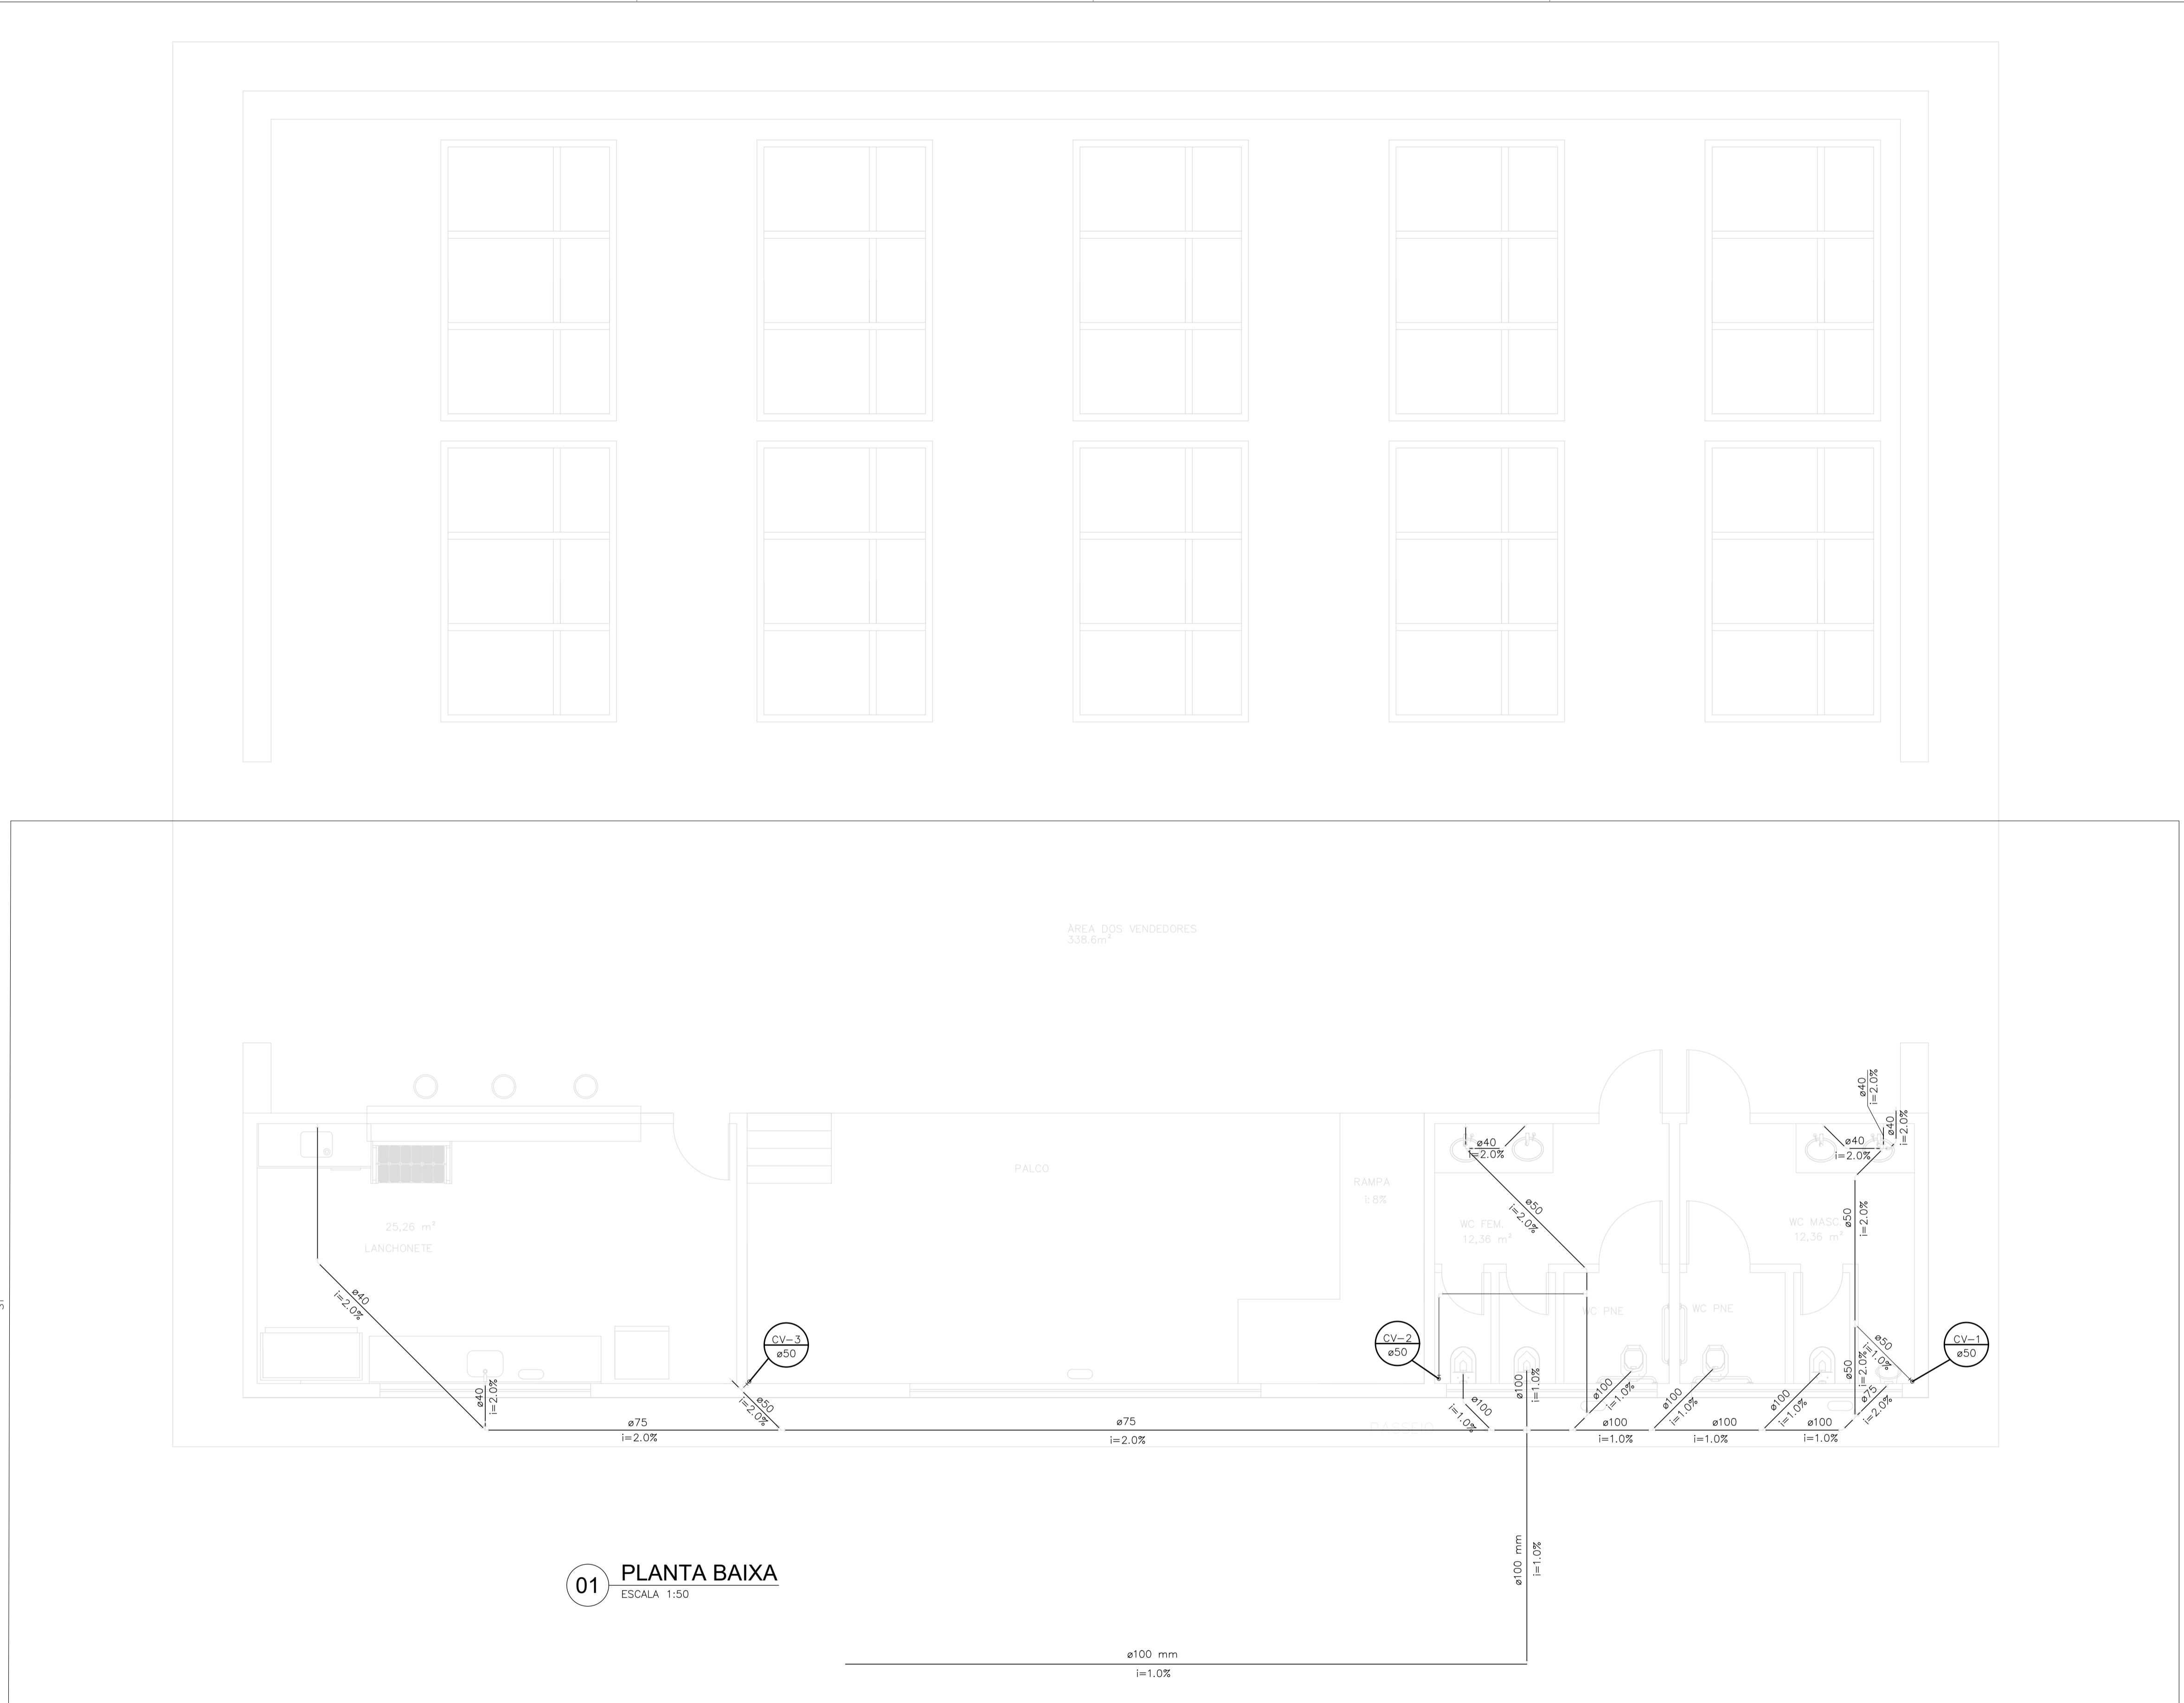 ÁREA DOS VENDEDORES
338.6m²
ø40
i=2.0%
ø40
i=2.0%
ø40
i=2.0%
ø40
i=2.0%
PALCO
RAMPA
i:8%
25,26 m²
LANCHONETE
WC FEM.
12,36 m²
WC MASC.
12,36 m²
ø50
i=2.0%
ø50
i=2.0%
ø40
i=2.0%
WC PNE
WC PNE
CV-3
ø50
CV-2
ø50
CV-1
ø50
ø50
i=1.0%
ø50
i=2.0%
ø40
i=2.0%
ø50
i=2.0%
ø100
i=1.0%
ø100
i=1.0%
ø100
i=1.0%
ø100
i=1.0%
ø100
i=1.0%
ø75
i=2.0%
ø75
i=2.0%
ø75
i=2.0%
PASSEIO
ø100
i=1.0%
ø100
i=1.0%
ø100
i=1.0%
ø100 mm
i=1.0%
01
PLANTA BAIXA
ESCALA 1:50
ø100 mm
i=1.0%